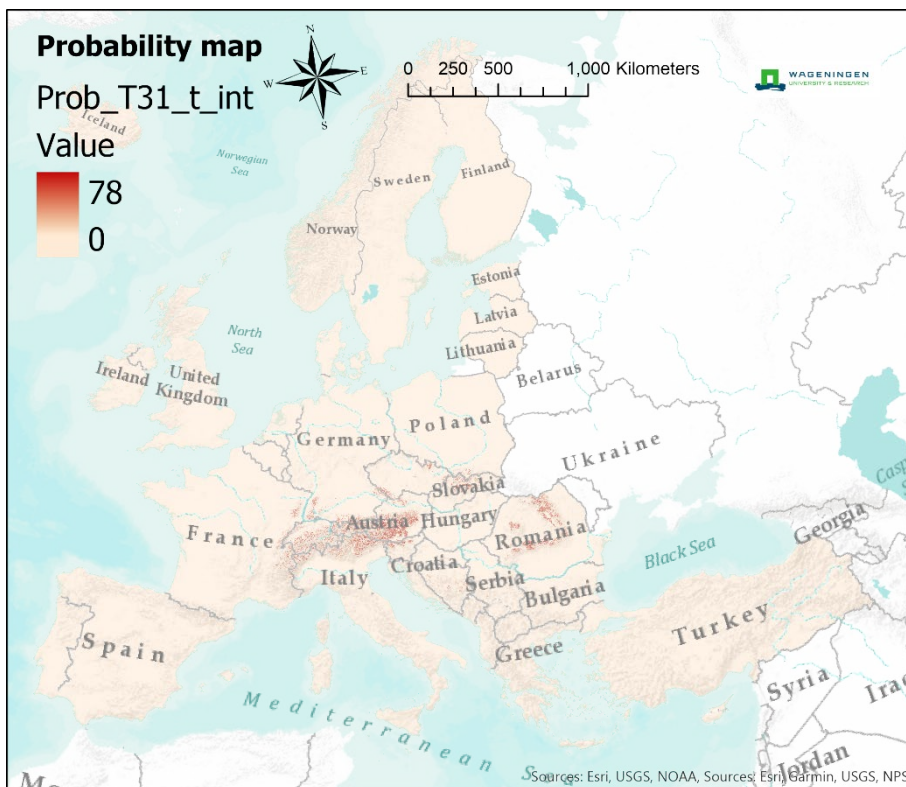 Probability map
Prob_T31_t_int
Value
78
0
N
W
E
S
0 250 500 1,000 Kilometers
WAGENINGEN
UNIVERSITY & RESEARCH
Iceland
Norwegian
Sea
Sweden
Finland
Norway
Estonia
Latvia
Lithuania
North
Sea
Ireland
United
Kingdom
Belarus
Poland
Germany
Ukraine
Slovakia
Austria
Hungary
France
Romania
Croatia
Italy
Serbia
Bulgaria
Black Sea
Georgia
Spain
Greece
Turkey
Syria
Mediterranean S
Jordan
Sources: Esri, USGS, NOAA, Sources: Esri, Garmin, USGS, NPS